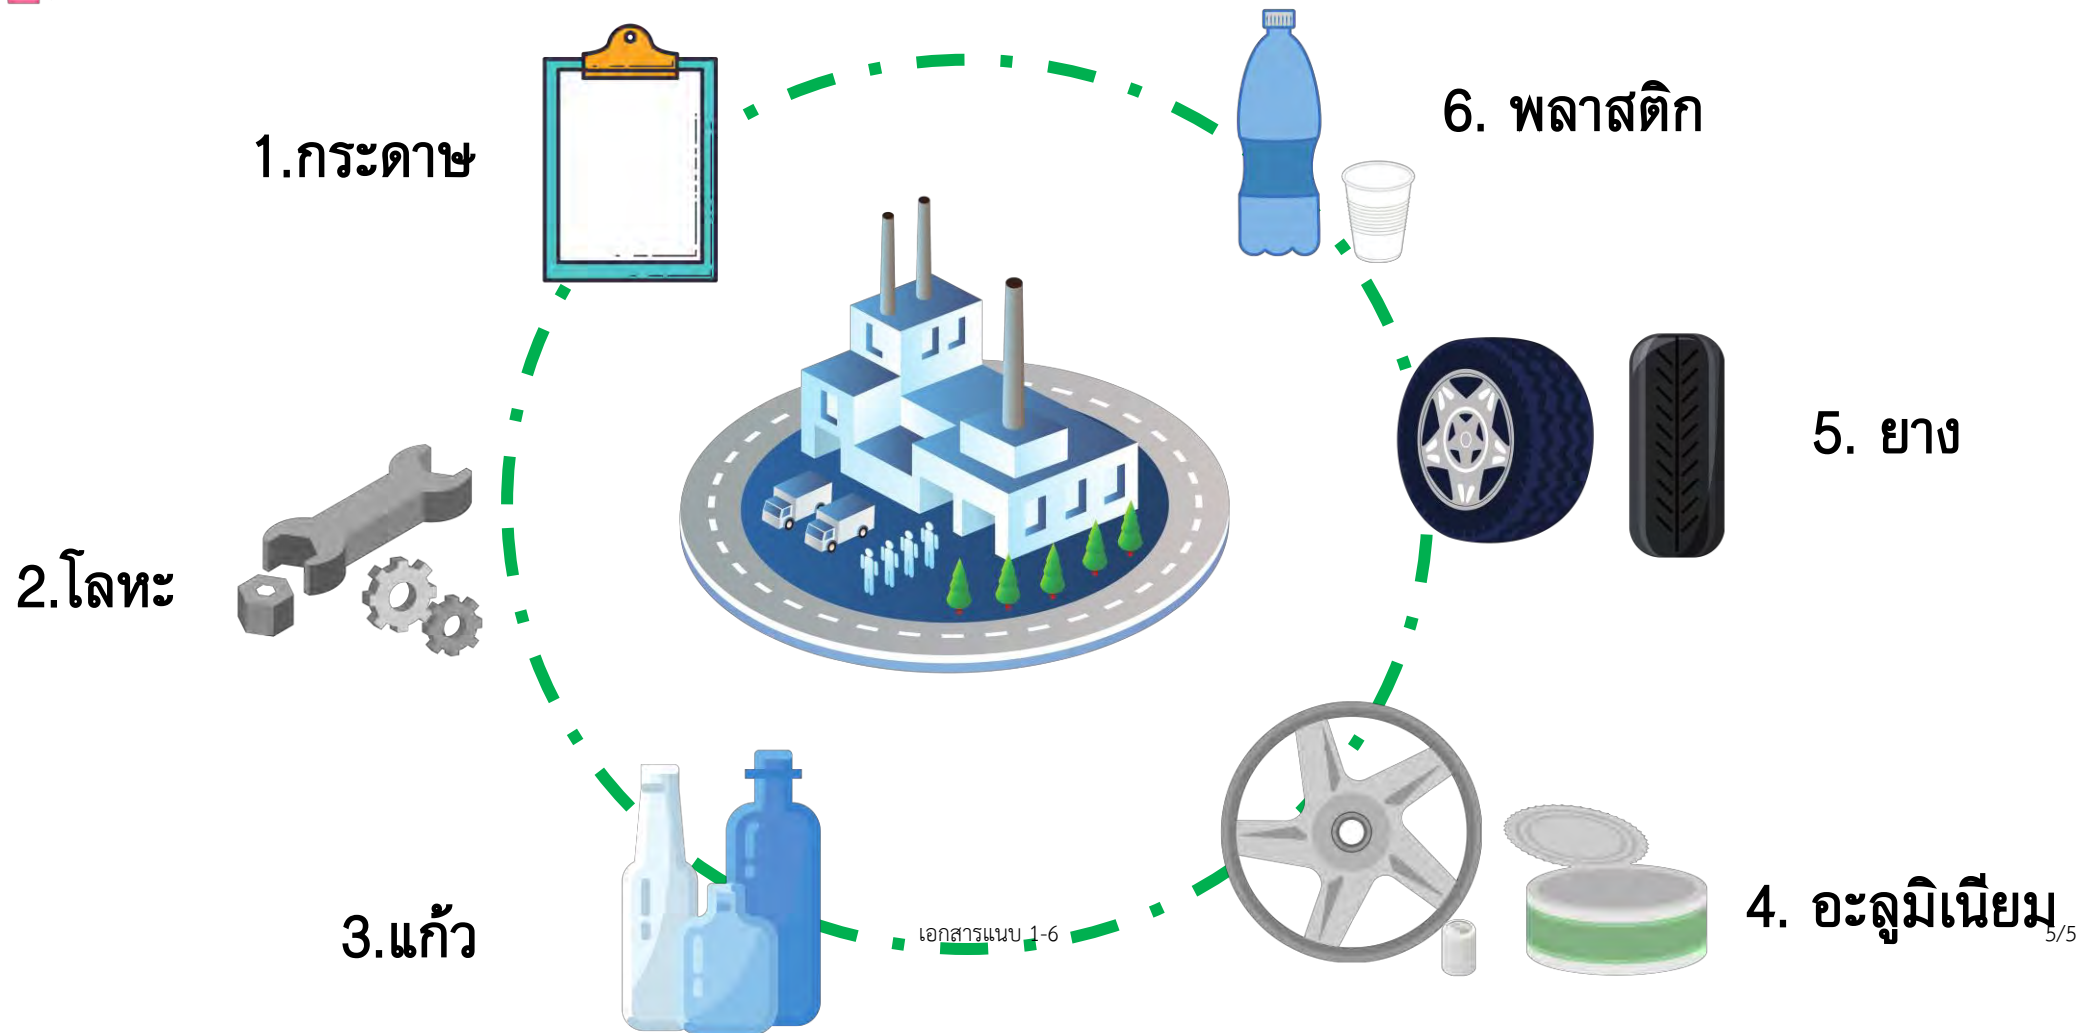 1.กระดาษ
2.โลหะ
3.แก้ว
4. อะลูมิเนียม
5. ยาง
6. พลาสติก
เอกสารแนบ 1-6
5/5